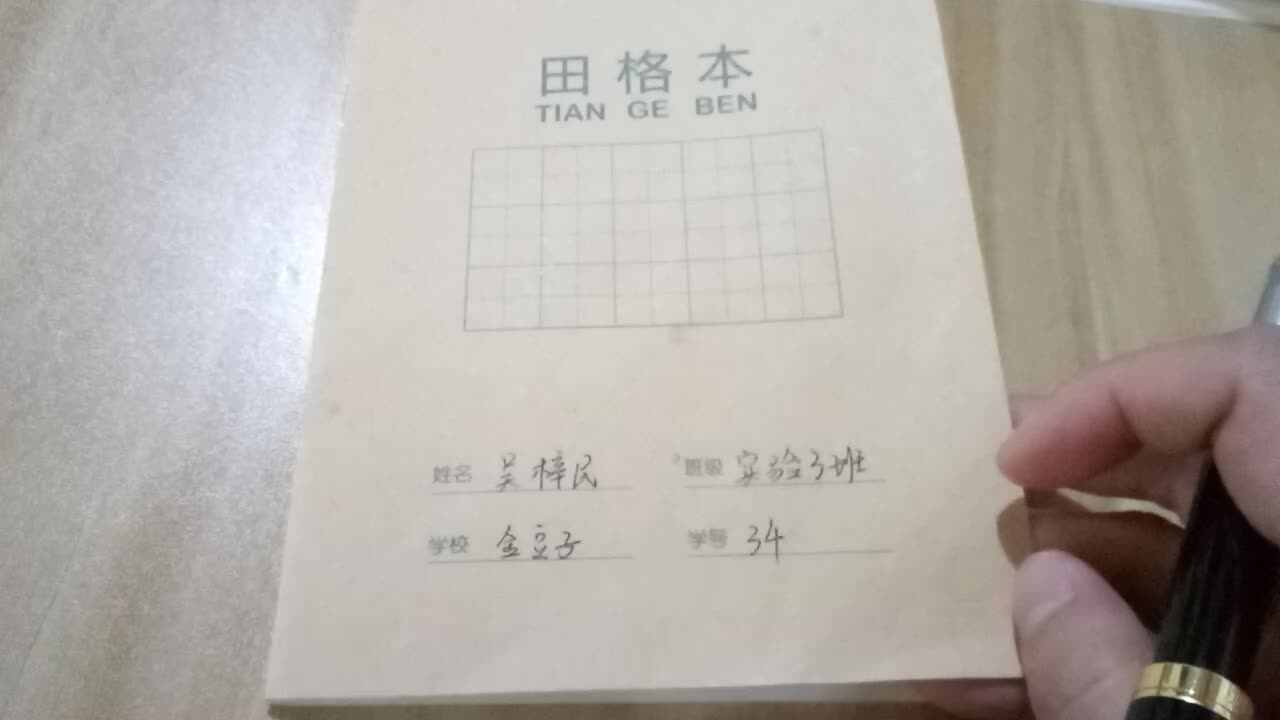 田格本
TIAN GE BEN
姓名 吴梓民 班级 实验3班
学校 金豆子 学号 34